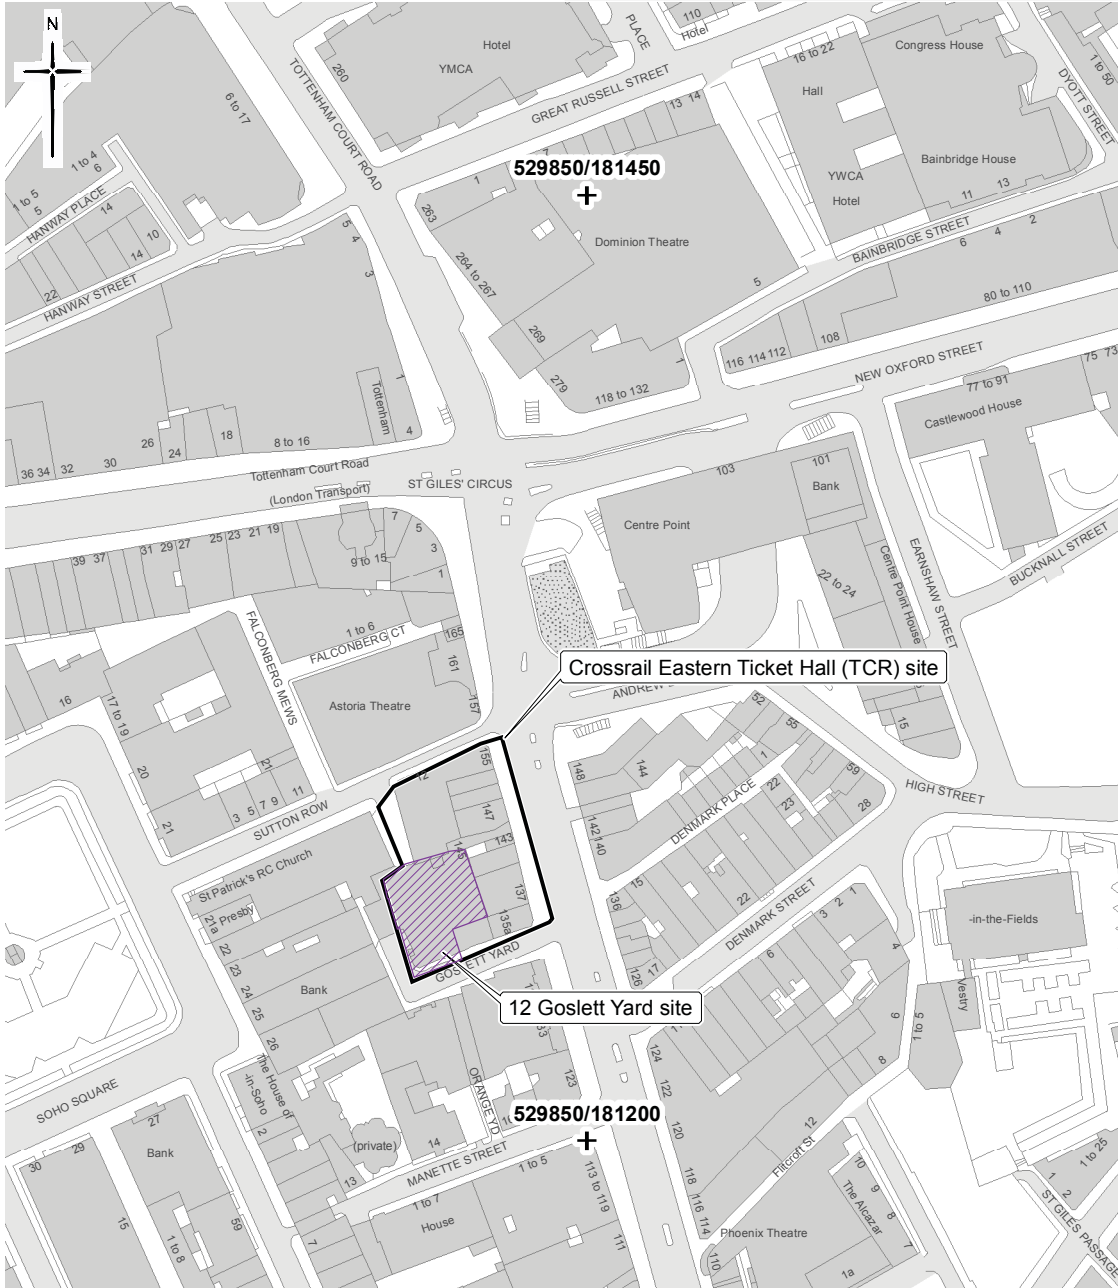 N
Hotel
YMCA
260
PLACE
110
Hotel
16 to 22
Congress House
Hall
1 to 50
DYOTT STREET
TOTTENHAM COURT ROAD
GREAT RUSSELL STREET
13 14
6 to 17
1 to 4
6
1 to 5
5
HANWAY PLACE
14
10
14
22
HANWAY STREET
5
4
3
1
7
529850/181450
263
264 to 267
Dominion Theatre
269
279
118 to 132
1
5
YWCA
Hotel
Bainbridge House
11
13
BAINBRIDGE STREET
6
4
2
80 to 110
108
116 114 112
NEW OXFORD STREET
75
73
77 to 91
Castlewood House
Tottenham
1
4
36 34
32
30
26
24
18
8 to 16
Tottenham Court Road
(London Transport)
ST GILES' CIRCUS
103
101
Bank
Centre Point
39 37
31 29 27
25 23 21 19
9 to 15
7
5
3
1
22 to 24
Centre Point House
EARNSHAW STREET
BUCKNALL STREET
FALCONBERG MEWS
1 to 6
FALCONBERG CT
165
161
157
Astoria Theatre
16
17 to 19
20
21
21
3 5 7 9
11
SUTTON ROW
Crossrail Eastern Ticket Hall (TCR) site
ANDREW
52
55
15
59
28
HIGH STREET
1
22
23
DENMARK PLACE
148
144
142
140
12
155
147
143
145
137
135a
136
15
22
DENMARK STREET
1
2
3
4
6
6
8
126
17
St Patrick's RC Church
Presby
21a
22
23
24
25
26
Bank
GOSLETT YARD
12 Goslett Yard site
-in-the-Fields
Vestry
1 to 5
SOHO SQUARE
The House of
-in-Soho
2
ORANGE YD
123
124
122
120
118
116
114
110
529850/181200
(private)
14
13
MANETTE STREET
1 to 5
1 to 7
House
113 to 119
111
7
27
Bank
29
30
15
1 to 8
59
12
Flitcroft St
10
9
8
7
The Alcazar
Phoenix Theatre
1a
1 to 25
1
2
ST GILES PASSAGE